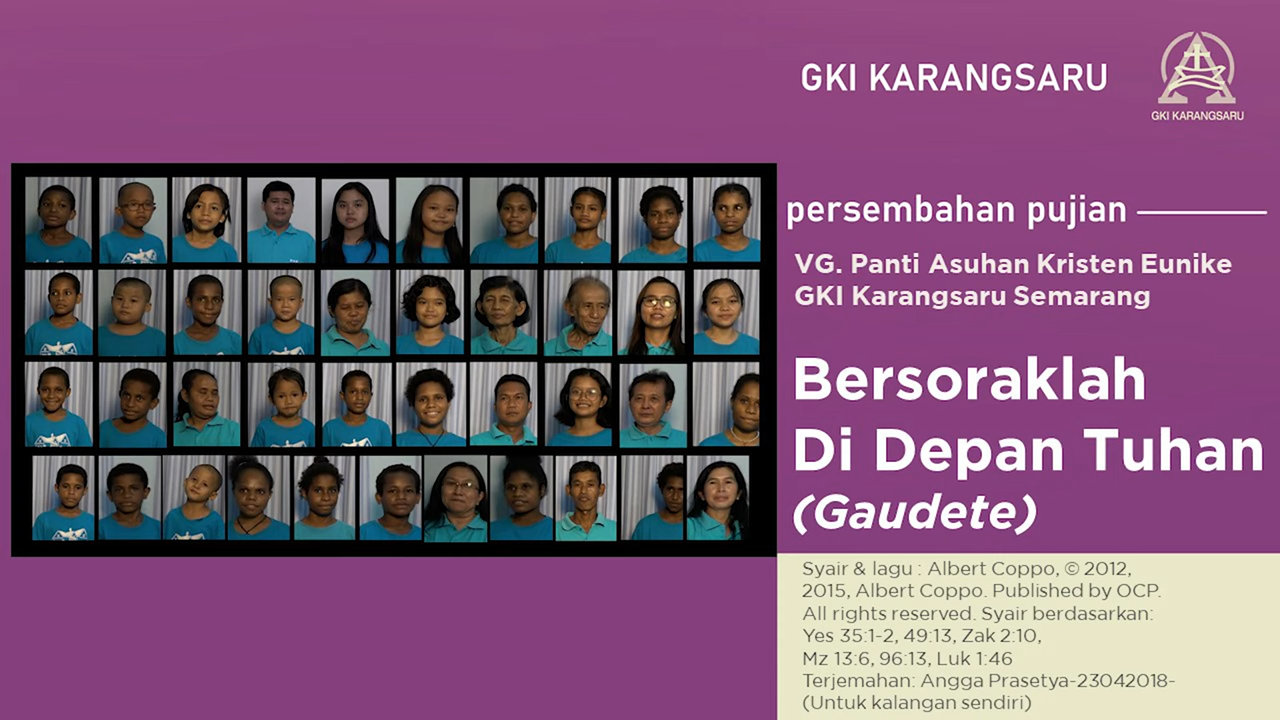 GKI KARANGSARU
GKI KARANGSARU
persembahan pujian
VG. Panti Asuhan Kristen Eunike
GKI Karangsaru Semarang
Bersoraklah
Di Depan Tuhan
(Gaudete)
Syair & lagu : Albert Coppo, © 2012,
2015, Albert Coppo. Published by OCP.
All rights reserved. Syair berdasarkan:
Yes 35:1-2, 49:13, Zak 2:10,
Mz 13:6, 96:13, Luk 1:46
Terjemahan: Angga Prasetya-23042018-
(Untuk kalangan sendiri)